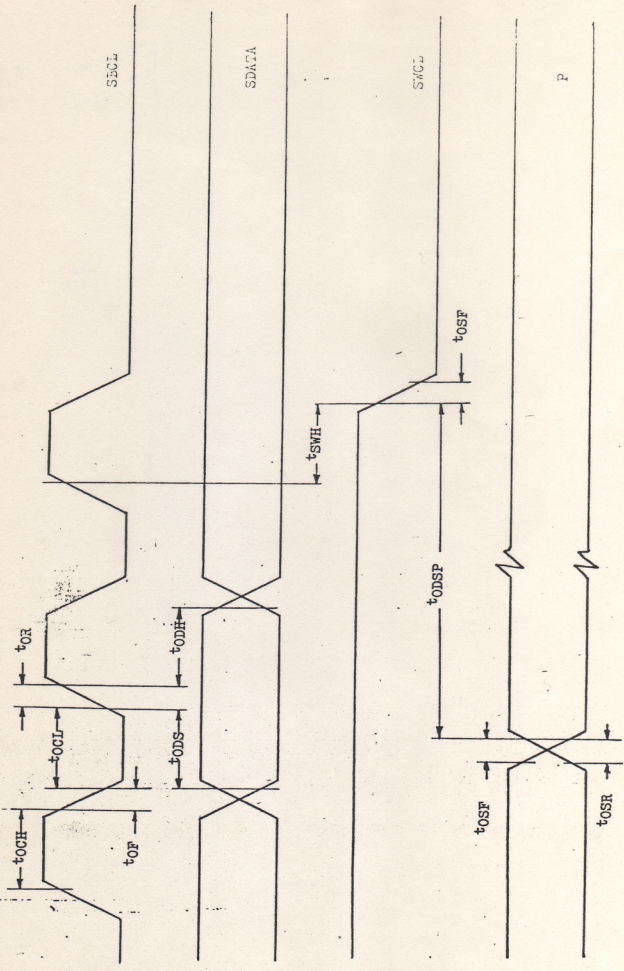 SBCL
SDATA
SWCL
P
tOR
tOCL
tOCH
tOF
tODH
tODS
tSWH
tOSF
tODSP
tOSF
tOSR